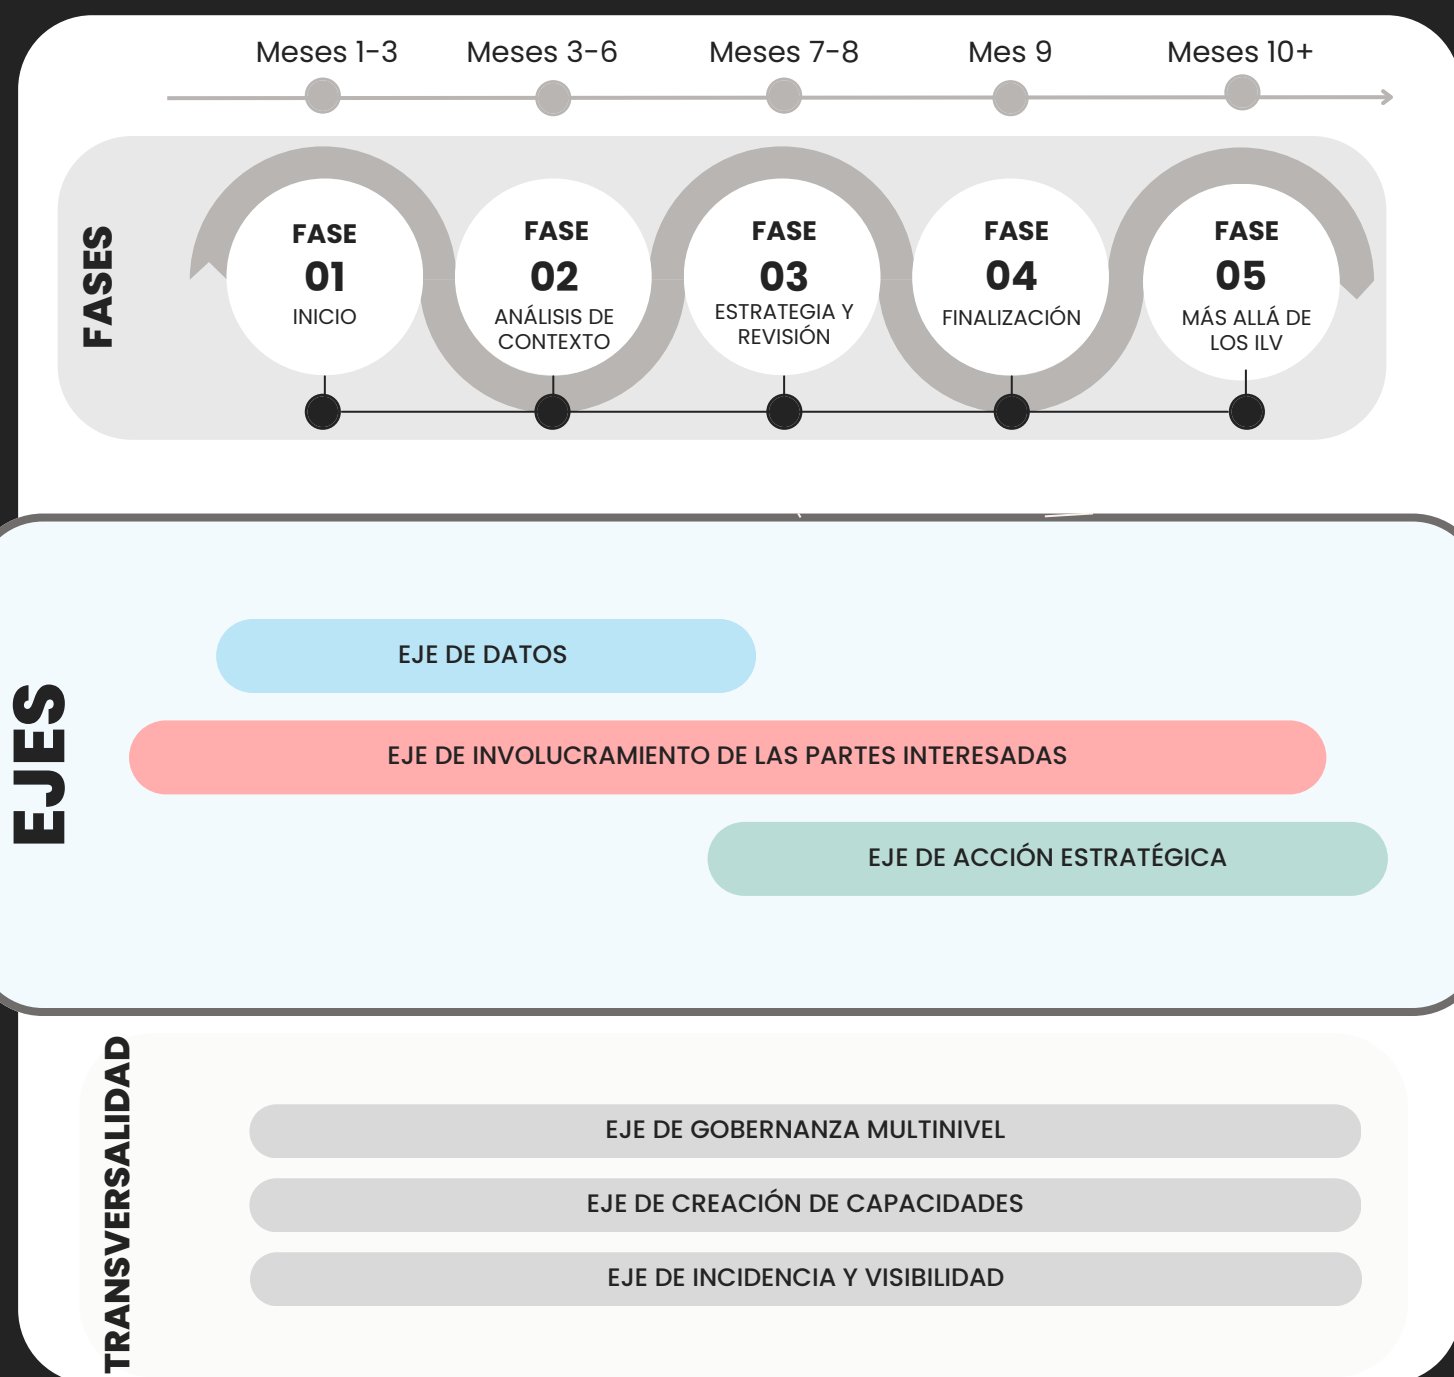 Meses 1-3
Meses 3-6
Meses 7-8
Mes 9
Meses 10+
FASES
FASE
01
INICIO
FASE
02
ANÁLISIS DE
CONTEXTO
FASE
03
ESTRATEGIA Y
REVISIÓN
FASE
04
FINALIZACIÓN
FASE
05
MÁS ALLÁ DE
LOS ILV
EJES
EJE DE DATOS
EJE DE INVOLUCRAMIENTO DE LAS PARTES INTERESADAS
EJE DE ACCIÓN ESTRATÉGICA
TRANSVERSALIDAD
EJE DE GOBERNANZA MULTINIVEL
EJE DE CREACIÓN DE CAPACIDADES
EJE DE INCIDENCIA Y VISIBILIDAD